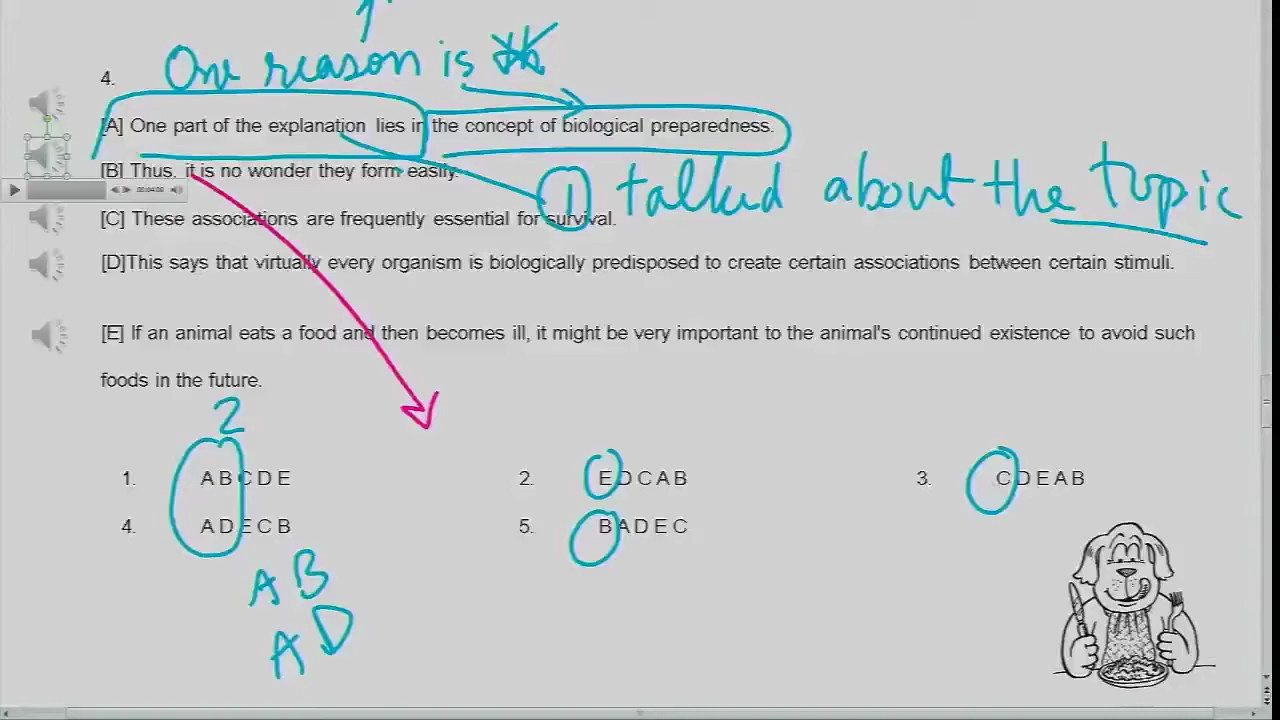 One reason is
4.
[A] One part of the explanation lies in the concept of biological preparedness.
[B] Thus, it is no wonder they form easily.
1 talked about the topic
00:04:00
[C] These associations are frequently essential for survival.
[D]This says that virtually every organism is biologically predisposed to create certain associations between certain stimuli.
[E] If an animal eats a food and then becomes ill, it might be very important to the animal's continued existence to avoid such
foods in the future.
2
1. A B C D E 2. E D C A B 3. C D E A B
4. A D E C B 5. B A D E C
A B
A D